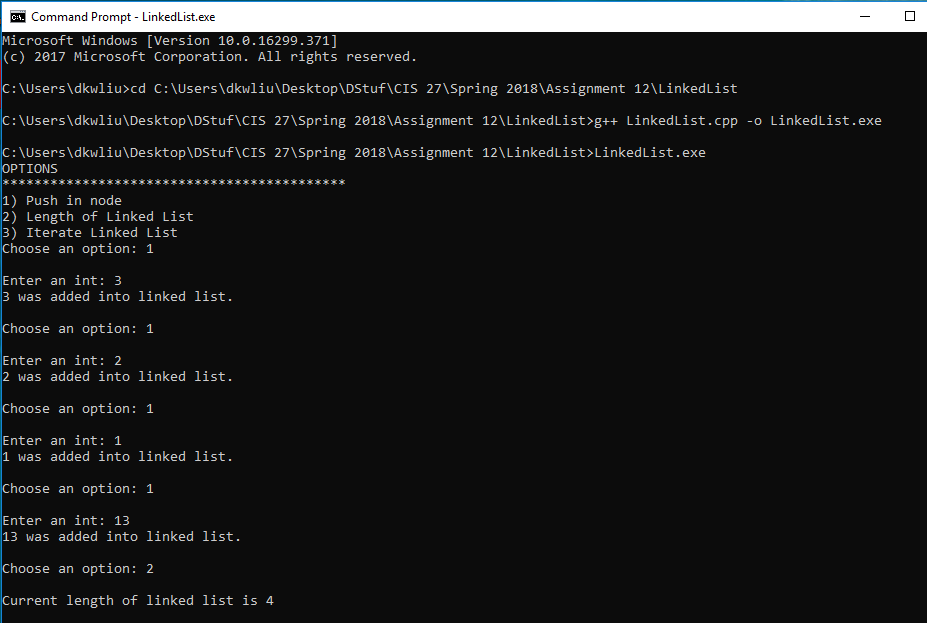 Command Prompt - LinkedList.exe
Microsoft Windows [Version 10.0.16299.371]
(c) 2017 Microsoft Corporation. All rights reserved.
C:\Users\dkwliu>cd C:\Users\dkwliu\Desktop\DStuf\CIS 27\Spring 2018\Assignment 12\LinkedList
C:\Users\dkwliu\Desktop\DStuf\CIS 27\Spring 2018\Assignment 12\LinkedList>g++ LinkedList.cpp -o LinkedList.exe
C:\Users\dkwliu\Desktop\DStuf\CIS 27\Spring 2018\Assignment 12\LinkedList>LinkedList.exe
OPTIONS
*******************************************
1) Push in node
2) Length of Linked List
3) Iterate Linked List
Choose an option: 1
Enter an int: 3
3 was added into linked list.
Choose an option: 1
Enter an int: 2
2 was added into linked list.
Choose an option: 1
Enter an int: 1
1 was added into linked list.
Choose an option: 1
Enter an int: 13
13 was added into linked list.
Choose an option: 2
Current length of linked list is 4